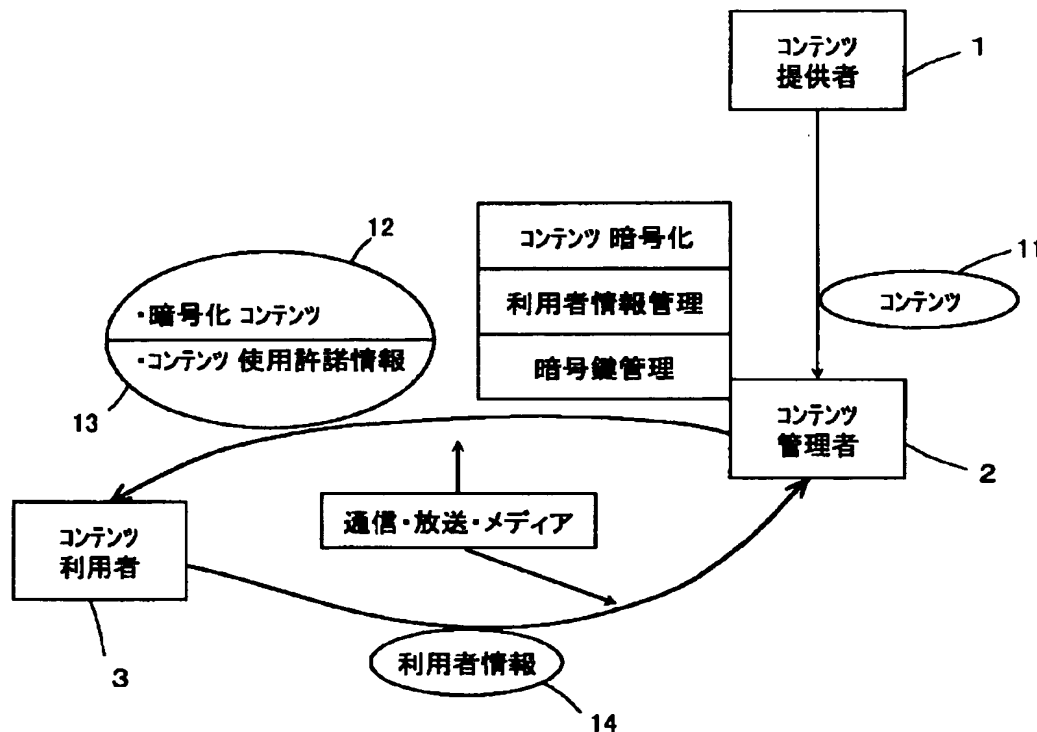 コンテンツ
提供者
1
コンテンツ 暗号化
利用者情報管理
暗号鍵管理
11
コンテンツ
12
・暗号化 コンテンツ
・コンテンツ 使用許諾情報
13
コンテンツ
管理者
2
通信・放送・メディア
コンテンツ
利用者
3
利用者情報
14